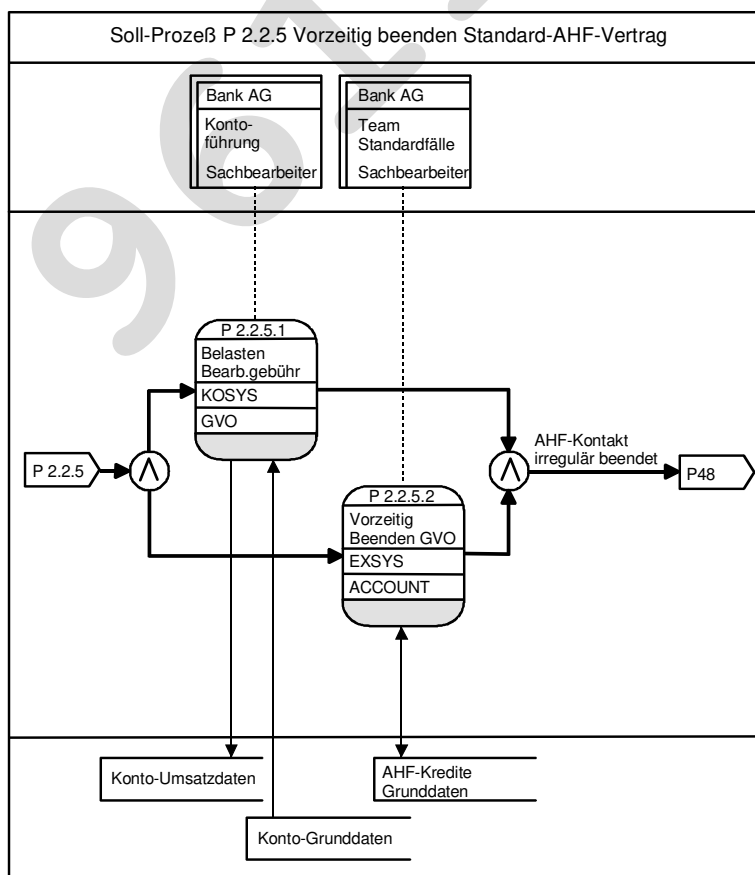 Soll-Prozeß P 2.2.5 Vorzeitig beenden Standard-AHF-Vertrag
Bank AG
Konto-
führung
Sachbearbeiter
Bank AG
Team
Standardfälle
Sachbearbeiter
P 2.2.5.1
Belasten
Bearb.gebühr
KOSYS
GVO
P 2.2.5
Λ
Λ
AHF-Kontakt
irregulär beendet
P48
P 2.2.5.2
Vorzeitig
Beenden GVO
EXSYS
ACCOUNT
Konto-Umsatzdaten
AHF-Kredite
Grunddaten
Konto-Grunddaten